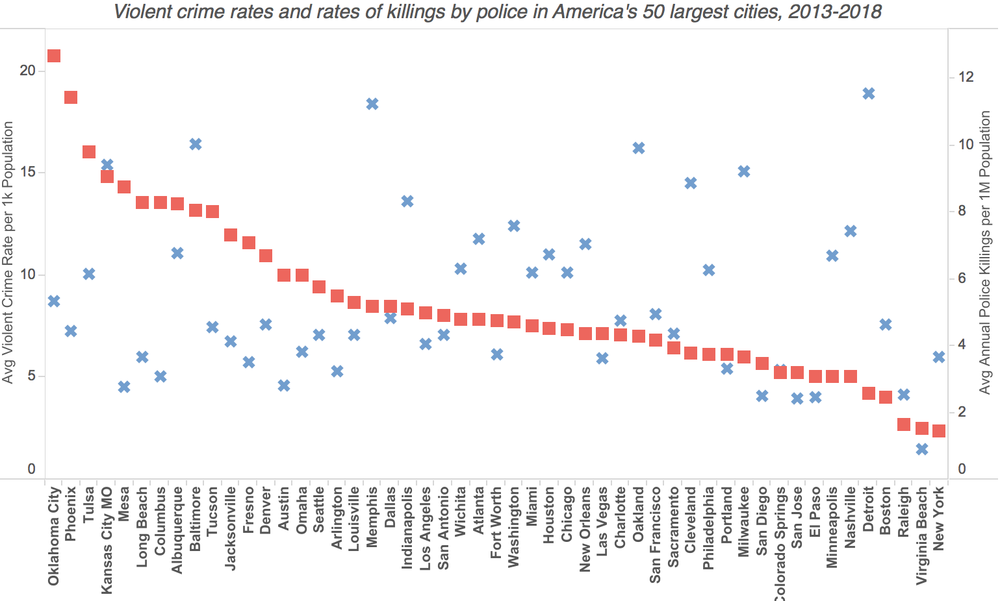 Violent crime rates and rates of killings by police in America's 50 largest cities, 2013-2018
Avg Violent Crime Rate per 1k Population
20
15
10
5
0
Avg Annual Police Killings per 1M Population
12
10
8
6
4
2
0
Oklahoma City
Phoenix
Tulsa
Kansas City MO
Mesa
Long Beach
Columbus
Albuquerque
Baltimore
Tucson
Jacksonville
Fresno
Denver
Austin
Omaha
Seattle
Arlington
Louisville
Memphis
Dallas
Indianapolis
Los Angeles
San Antonio
Wichita
Atlanta
Fort Worth
Washington
Miami
Houston
Chicago
New Orleans
Las Vegas
Charlotte
Oakland
San Francisco
Sacramento
Cleveland
Philadelphia
Portland
Milwaukee
San Diego
Colorado Springs
San Jose
El Paso
Minneapolis
Nashville
Detroit
Boston
Raleigh
Virginia Beach
New York